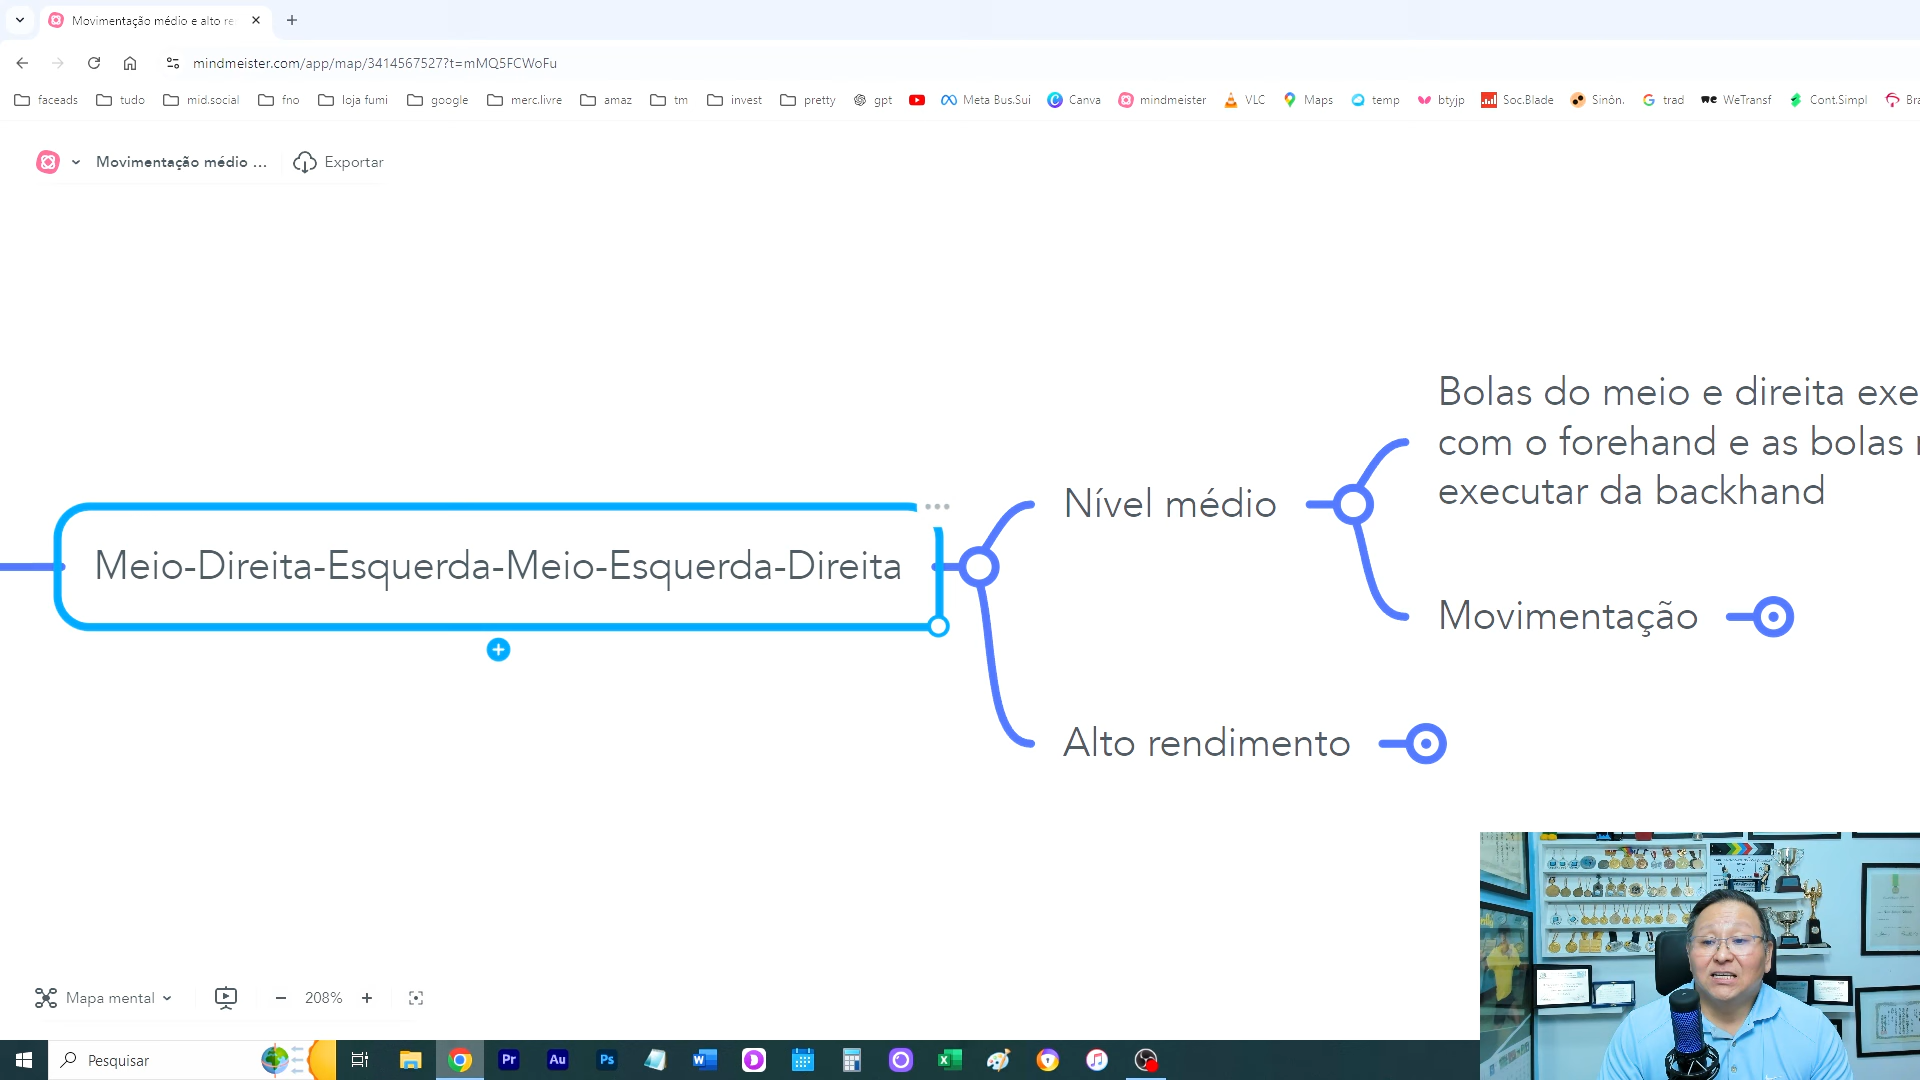 Movimentação médio e alto re
mindmeister.com/app/map/3414567527?t=mMQ5FCWoFu
faceads tudo mid.social fno loja fumi google merc.livre amaz tm invest pretty gpt Meta Bus.Sui Canva mindmeister VLC Maps temp btyjp Soc.Blade Sinôn. trad WeTransf Cont.Simpl Bra
Movimentação médio ... Exportar
Bolas do meio e direita exe
com o forehand e as bolas
executar da backhand
Nível médio
Meio-Direita-Esquerda-Meio-Esquerda-Direita
Movimentação
Alto rendimento
Mapa mental 208%
Pesquisar